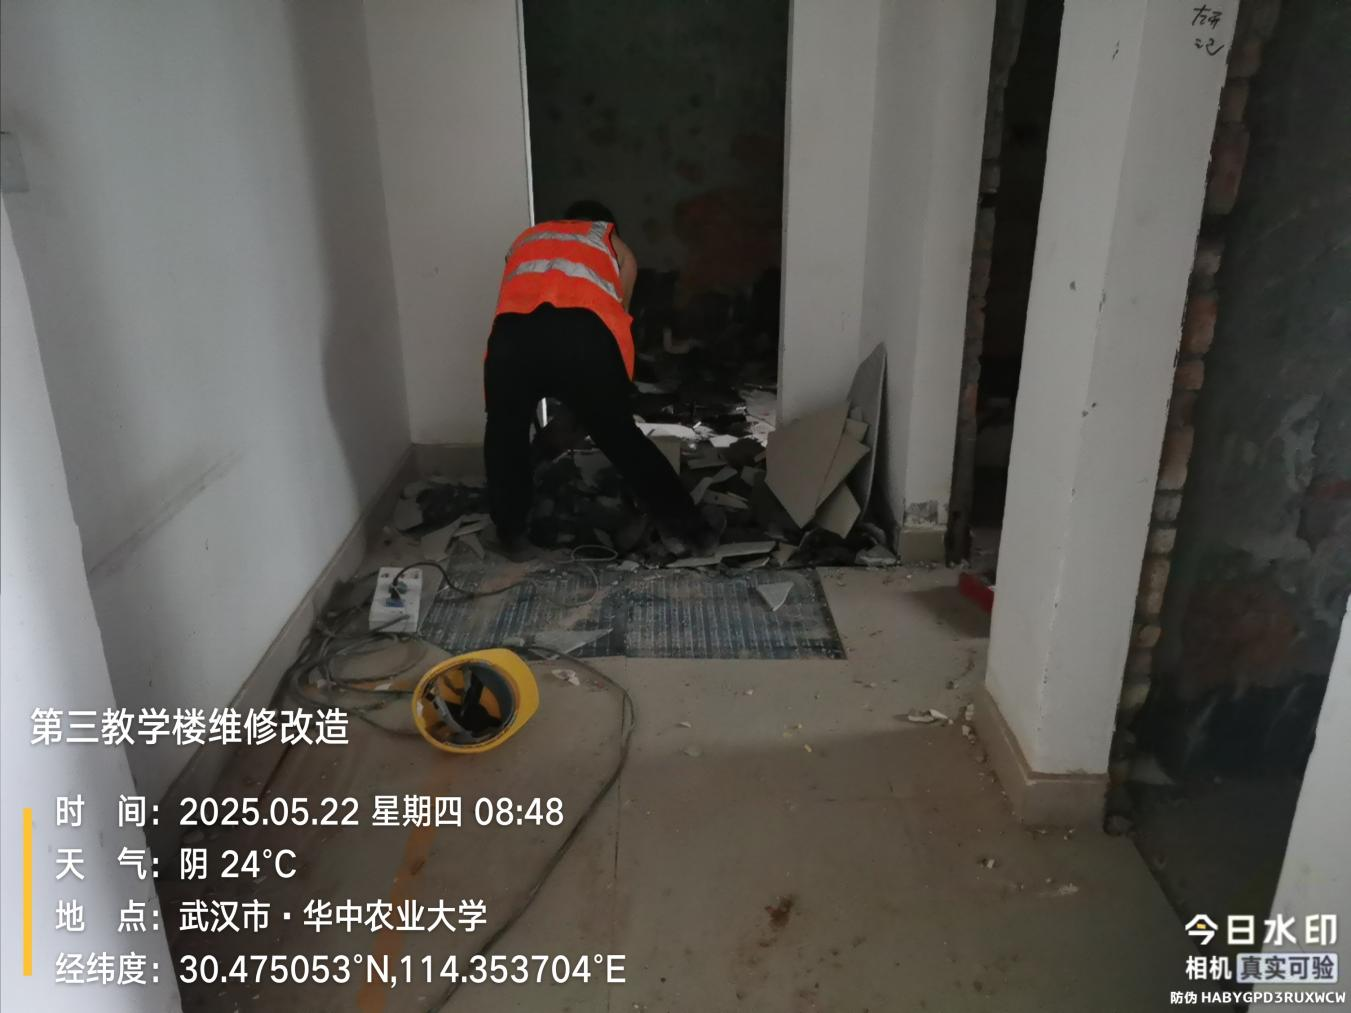 第三教学楼维修改造
时 间：2025.05.22 星期四 08:48
天 气：阴 24°C
地 点：武汉市·华中农业大学
经纬度：30.475053°N,114.353704°E
今日水印
相机 真实可验
防伪 HABYGPD3RUXWCW